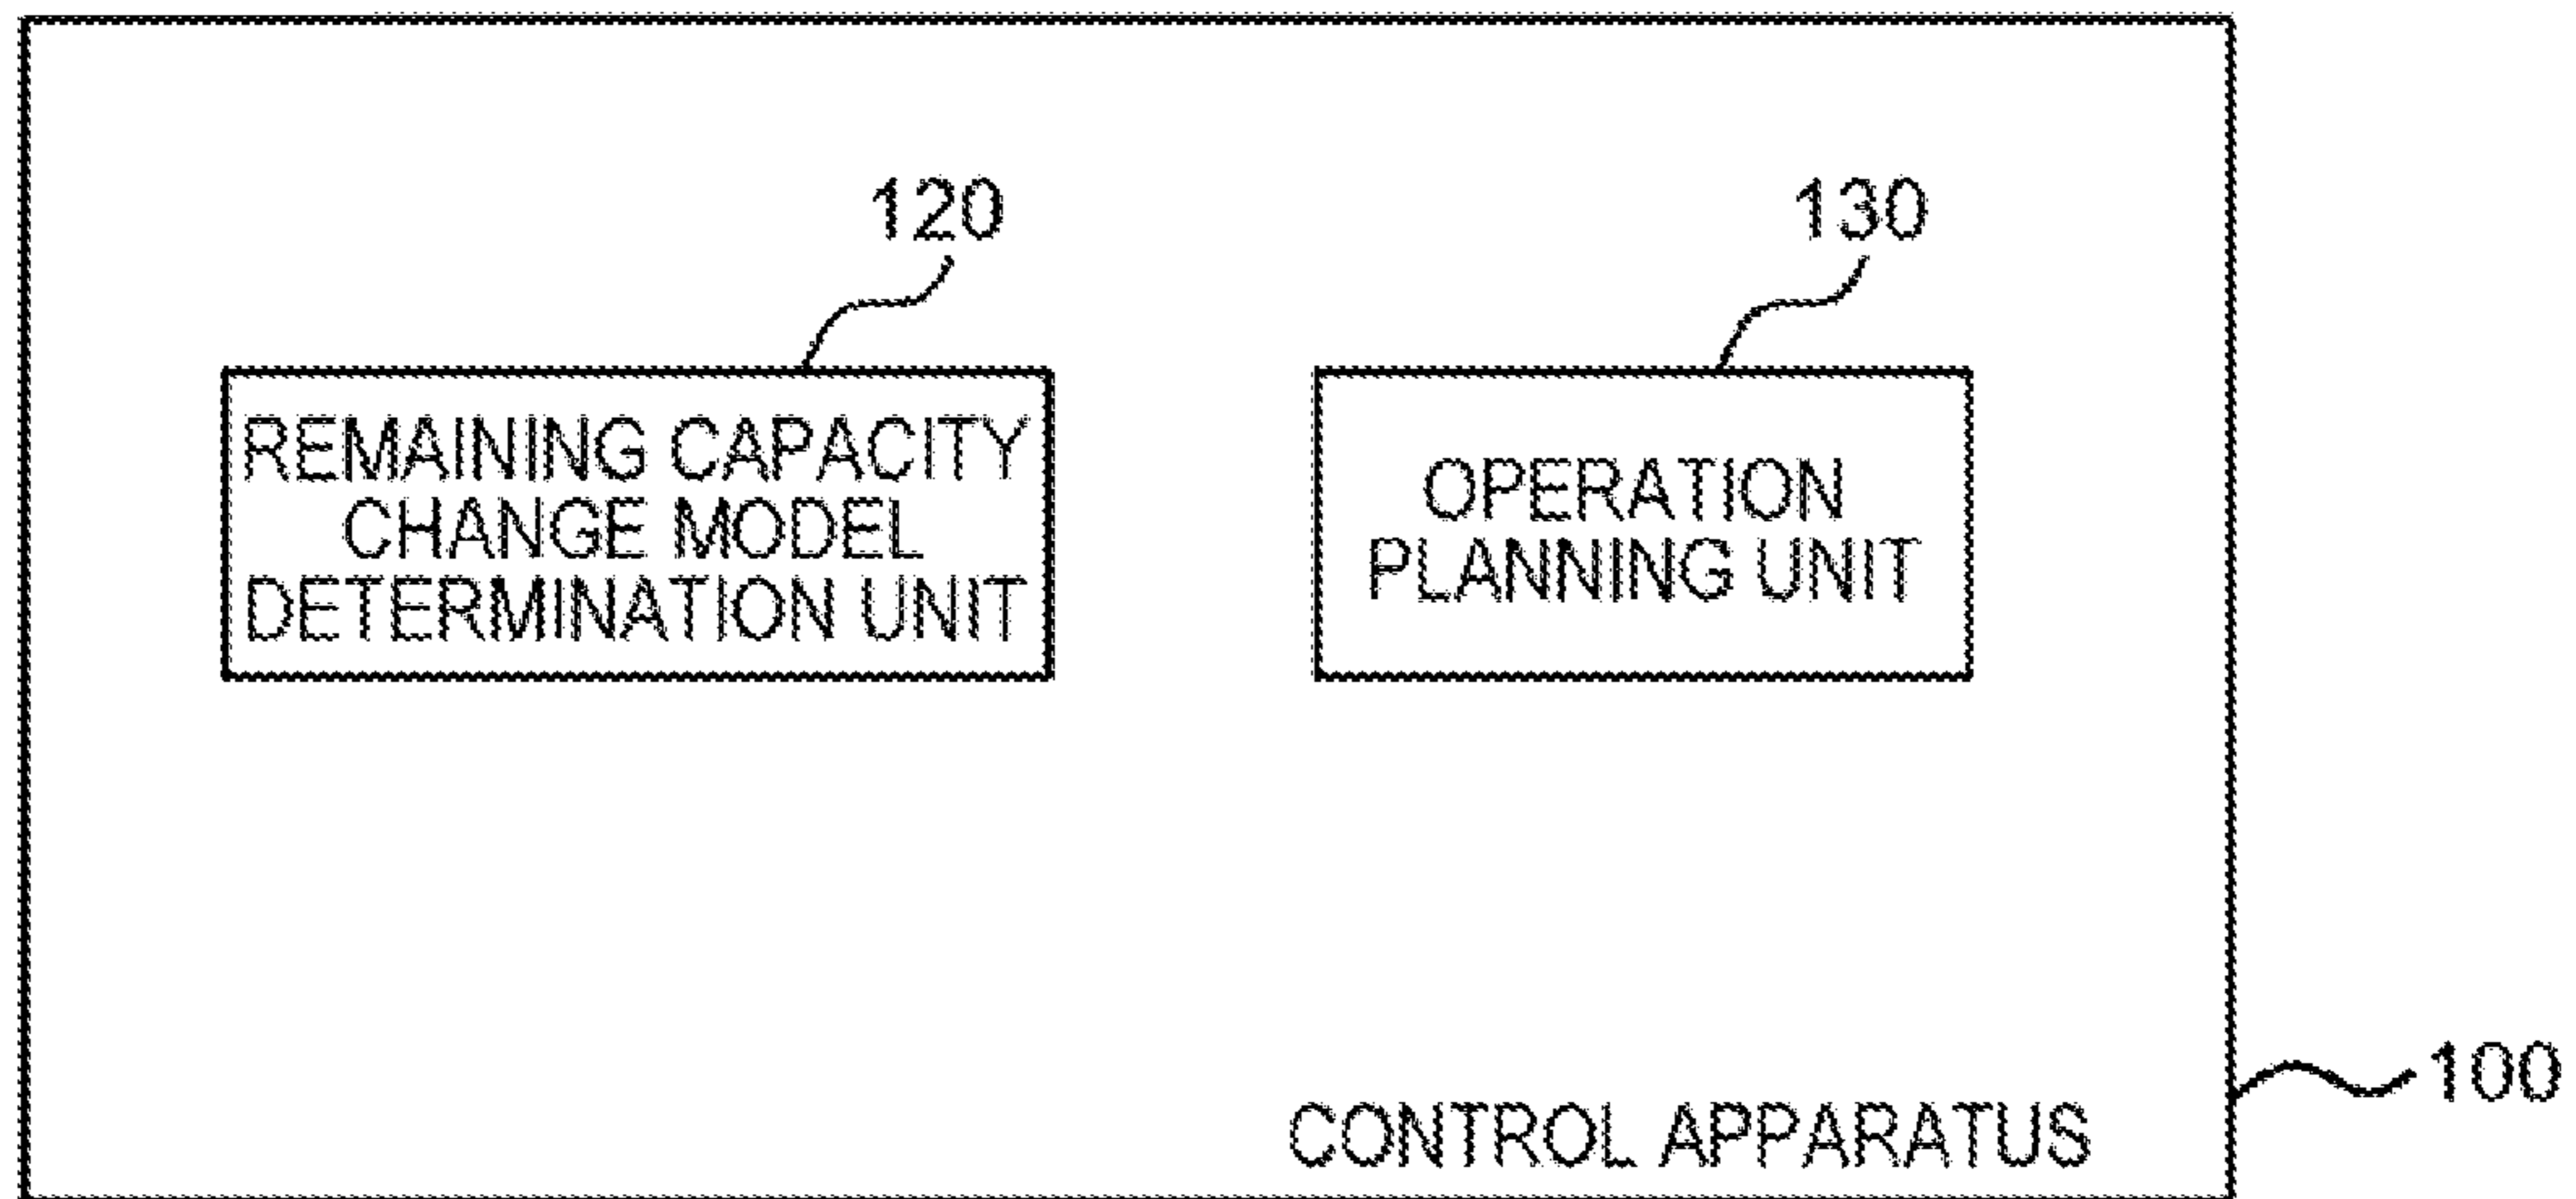 120
130
REMAINING CAPACITY
CHANGE MODEL
DETERMINATION UNIT
OPERATION
PLANNING UNIT
100
CONTROL APPARATUS